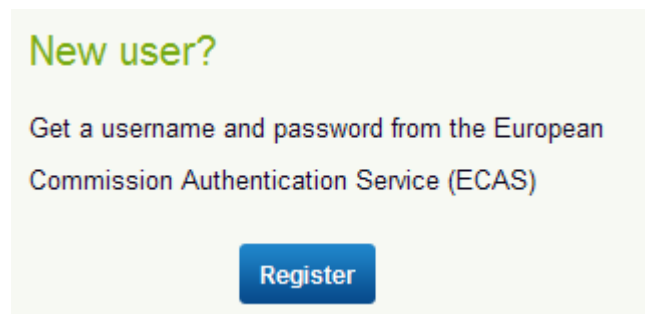 New user?
Get a username and password from the European
Commission Authentication Service (ECAS)
Register